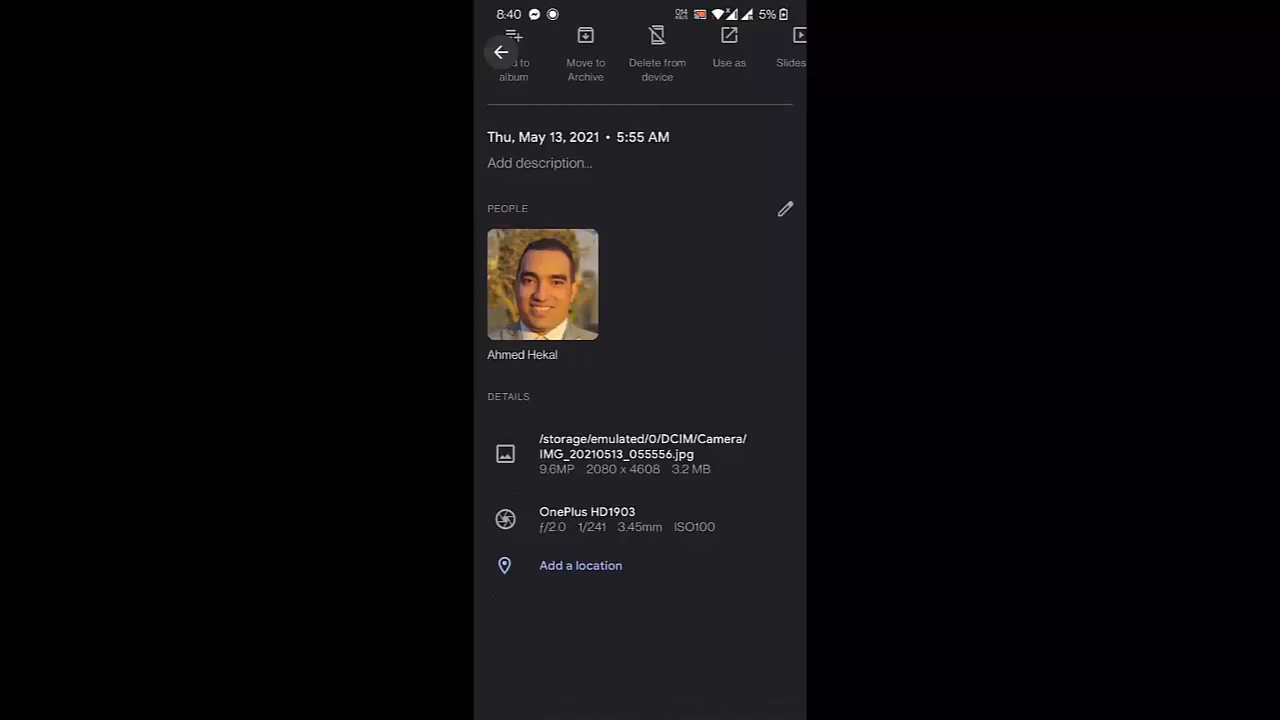 8:40
5%
d to
album
Move to
Archive
Delete from
device
Use as
Slides
Thu, May 13, 2021 • 5:55 AM
Add description...
PEOPLE
Ahmed Hekal
DETAILS
/storage/emulated/0/DCIM/Camera/
IMG_20210513_055556.jpg
9.6MP 2080 x 4608 3.2 MB
OnePlus HD1903
ƒ/2.0 1/241 3.45mm ISO100
Add a location